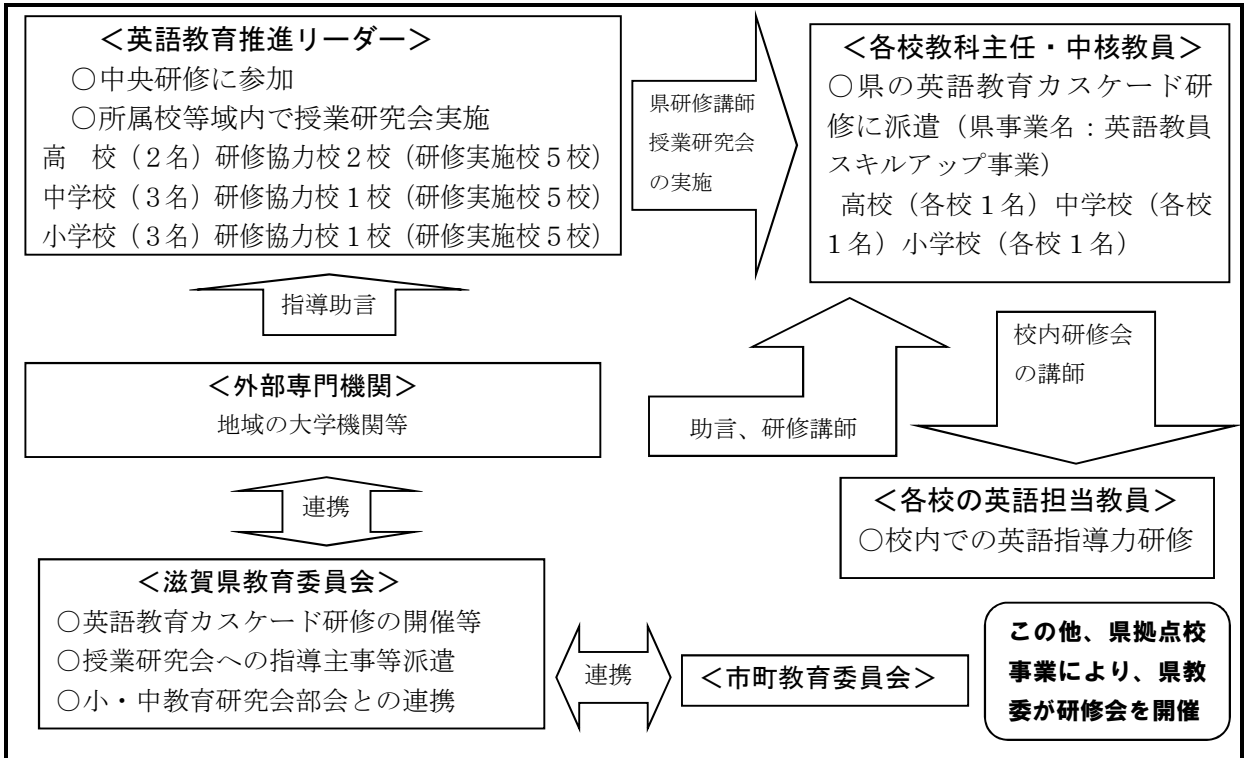 ＜英語教育推進リーダー＞
○中央研修に参加
○所属校等域内で授業研究会実施
高　校（２名）研修協力校２校（研修実施校５校）
中学校（３名）研修協力校１校（研修実施校５校）
小学校（３名）研修協力校１校（研修実施校５校）
県研修講師
授業研究会
の実施
＜各校教科主任・中核教員＞
○県の英語教育カスケード研
修に派遣（県事業名：英語教員
スキルアップ事業）
高校（各校１名）中学校（各校
１名）小学校（各校１名）
指導助言
＜外部専門機関＞
地域の大学機関等
助言、研修講師
校内研修会
の講師
＜各校の英語担当教員＞
○校内での英語指導力研修
連携
＜滋賀県教育委員会＞
○英語教育カスケード研修の開催等
○授業研究会への指導主事等派遣
○小・中教育研究会部会との連携
連携
＜市町教育委員会＞
この他、県拠点校
事業により、県教
委が研修会を開催